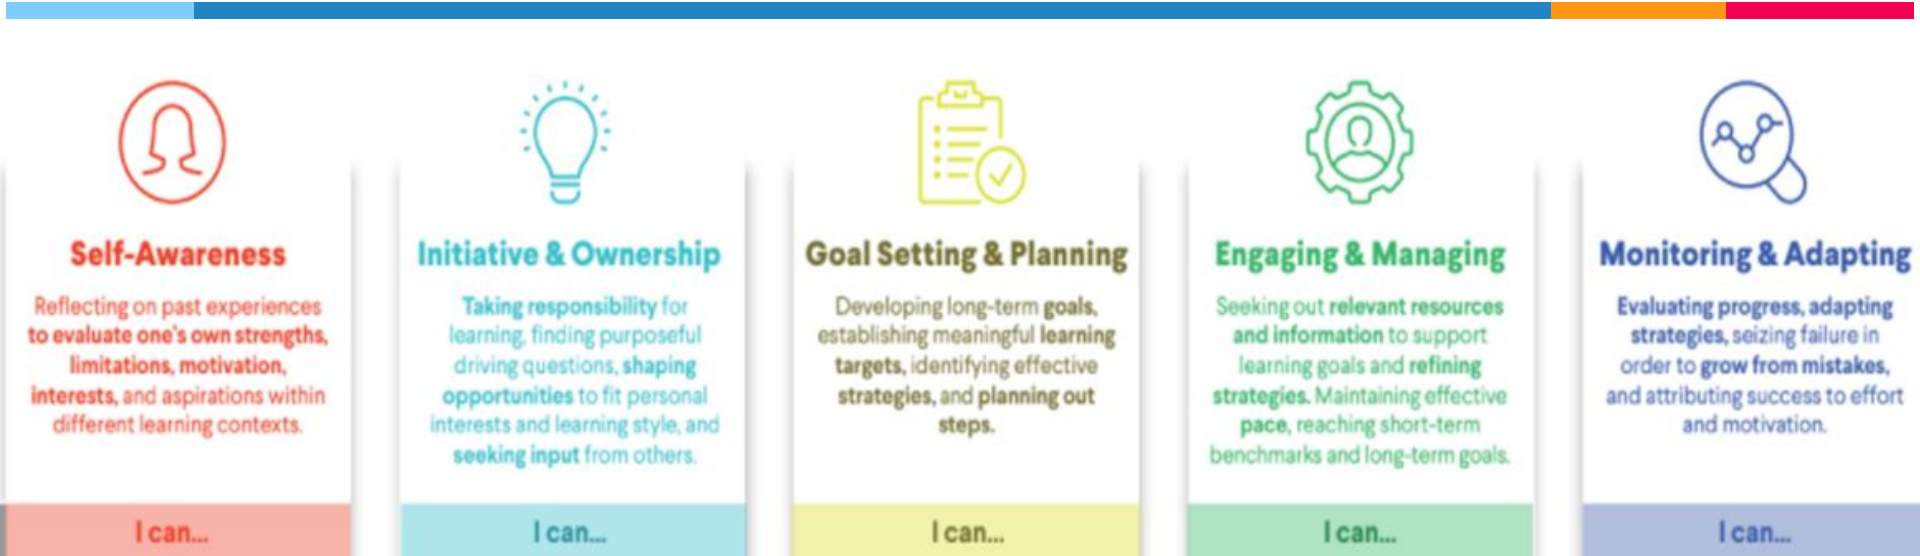 Self-Awareness
Reflecting on past experiences
to evaluate one's own strengths,
limitations, motivation,
interests, and aspirations within
different learning contexts.
I can...
Initiative & Ownership
Taking responsibility for
learning, finding purposeful
driving questions, shaping
opportunities to fit personal
interests and learning style, and
seeking input from others.
I can...
Goal Setting & Planning
Developing long-term goals,
establishing meaningful learning
targets, identifying effective
strategies, and planning out
steps.
I can...
Engaging & Managing
Seeking out relevant resources
and information to support
learning goals and refining
strategies. Maintaining effective
pace, reaching short-term
benchmarks and long-term goals.
I can...
Monitoring & Adapting
Evaluating progress, adapting
strategies, seizing failure in
order to grow from mistakes,
and attributing success to effort
and motivation.
I can...